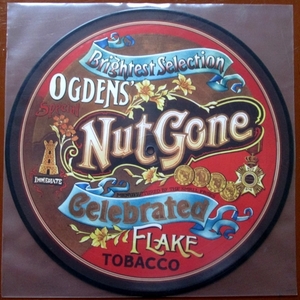 Brightest Selection
OGDENS'
Nut Gone
IMMEDIATE
Celebrated
FLAKE
TOBACCO